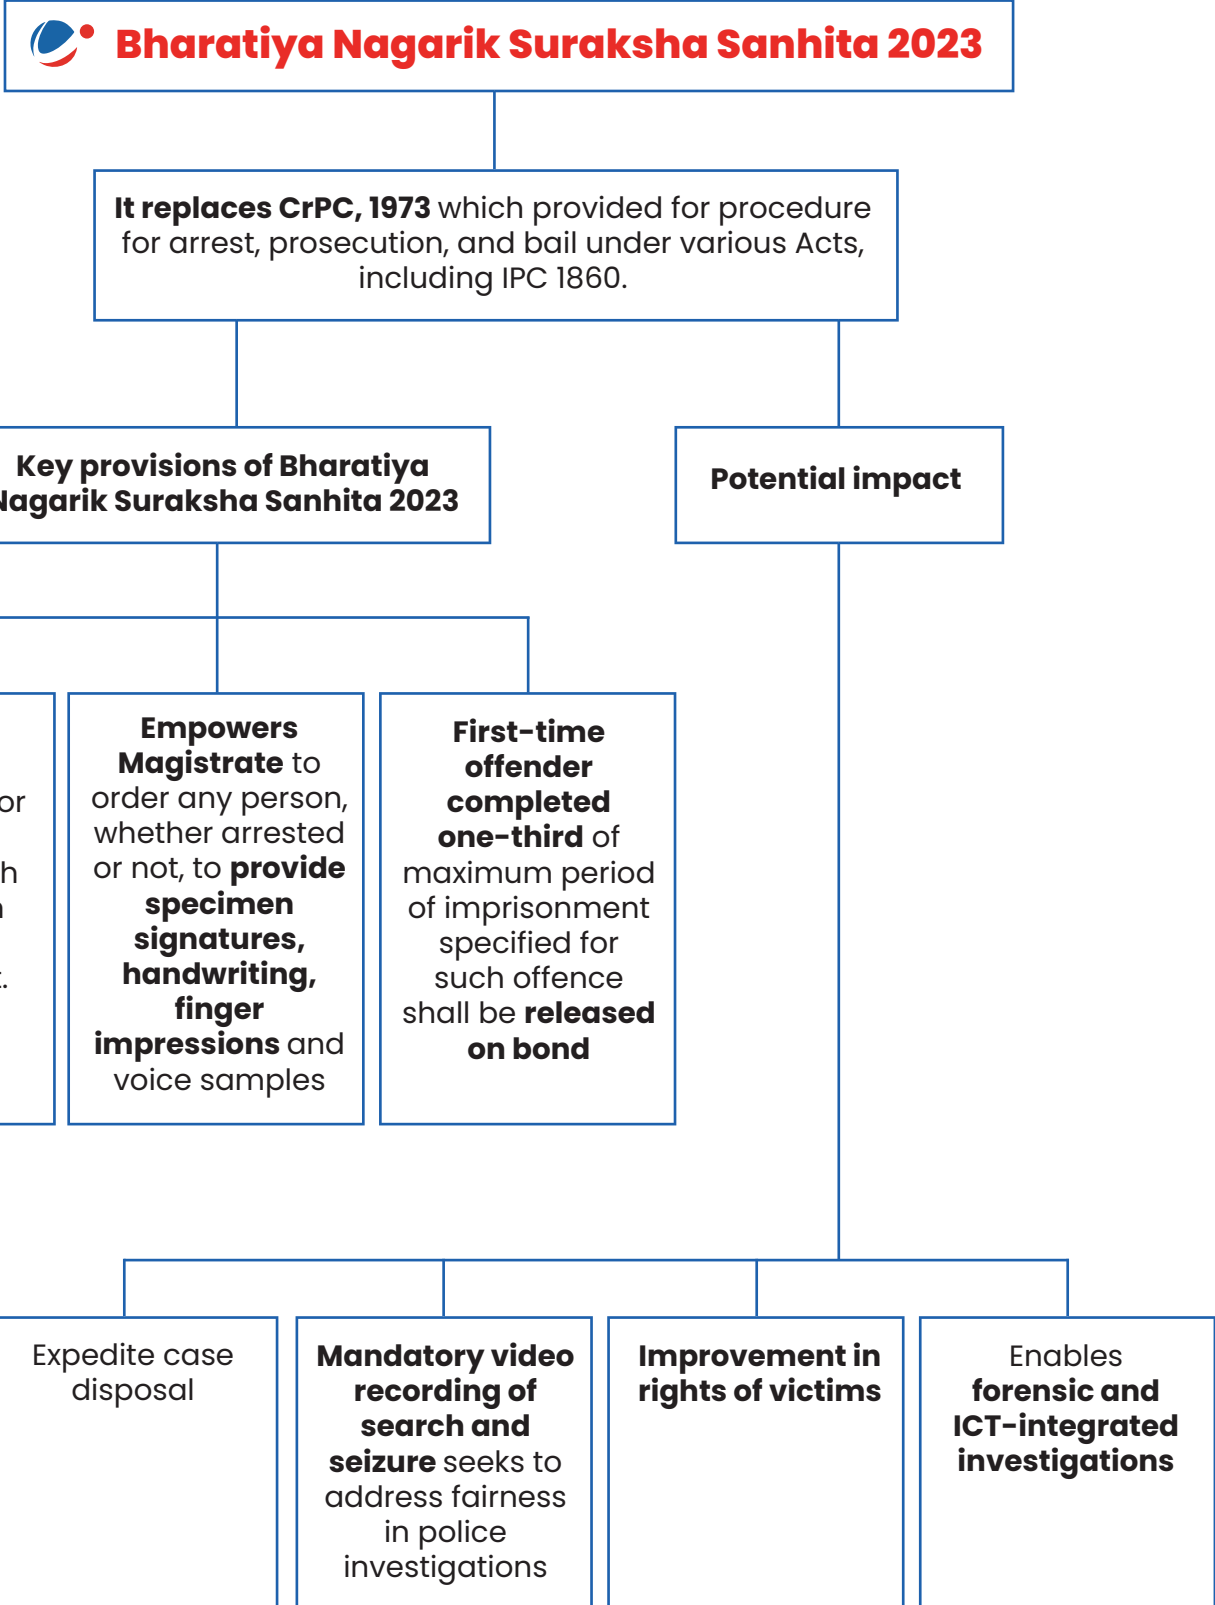 Bharatiya Nagarik Suraksha Sanhita 2023
It replaces CrPC, 1973 which provided for procedure
for arrest, prosecution, and bail under various Acts,
including IPC 1860.
Key provisions of Bharatiya
Nagarik Suraksha Sanhita 2023
Potential impact
Empowers
Magistrate to
order any person,
whether arrested
or not, to provide
specimen
signatures,
handwriting,
finger
impressions and
voice samples
First-time
offender
completed
one-third of
maximum period
of imprisonment
specified for
such offence
shall be released
on bond
Expedite case
disposal
Mandatory video
recording of
search and
seizure seeks to
address fairness
in police
investigations
Improvement in
rights of victims
Enables
forensic and
ICT-integrated
investigations